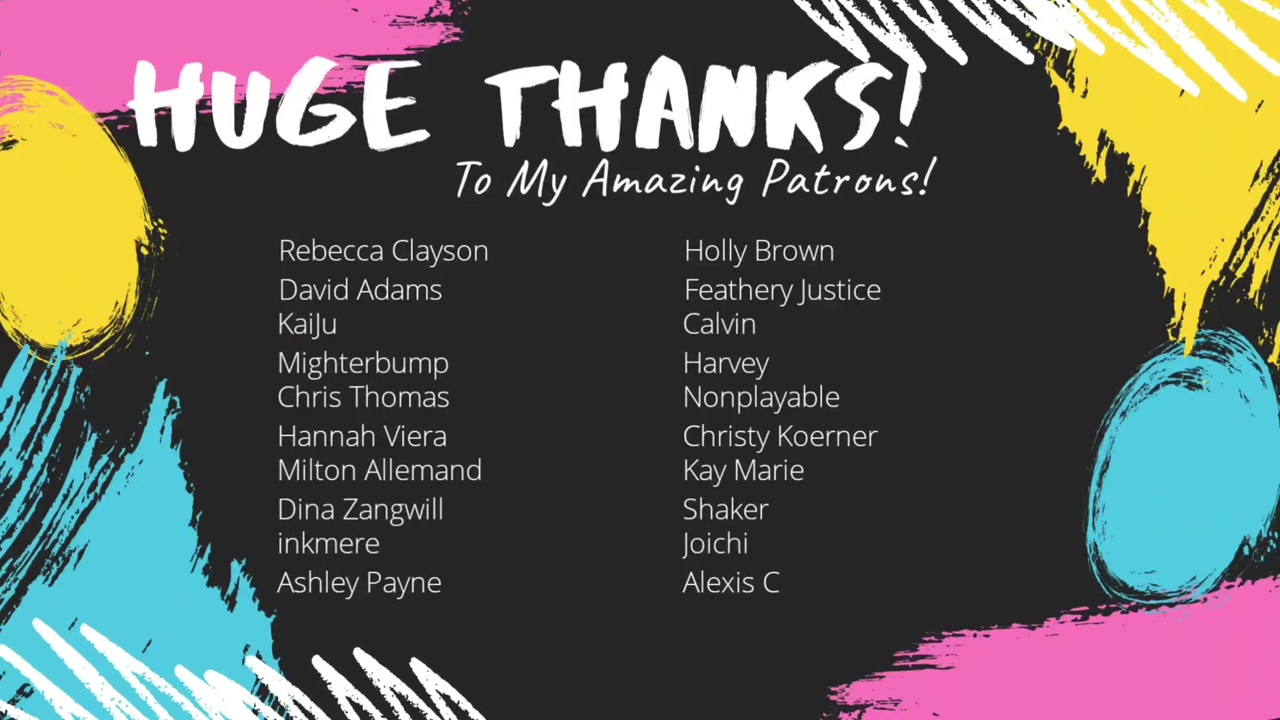 HUGE THANKS!
To My Amazing Patrons!
Rebecca Clayson
David Adams
KaiJu
Mighterbump
Chris Thomas
Hannah Viera
Milton Allemand
Dina Zangwill
inkmere
Ashley Payne
Holly Brown
Feathery Justice
Calvin
Harvey
Nonplayable
Christy Koerner
Kay Marie
Shaker
Joichi
Alexis C